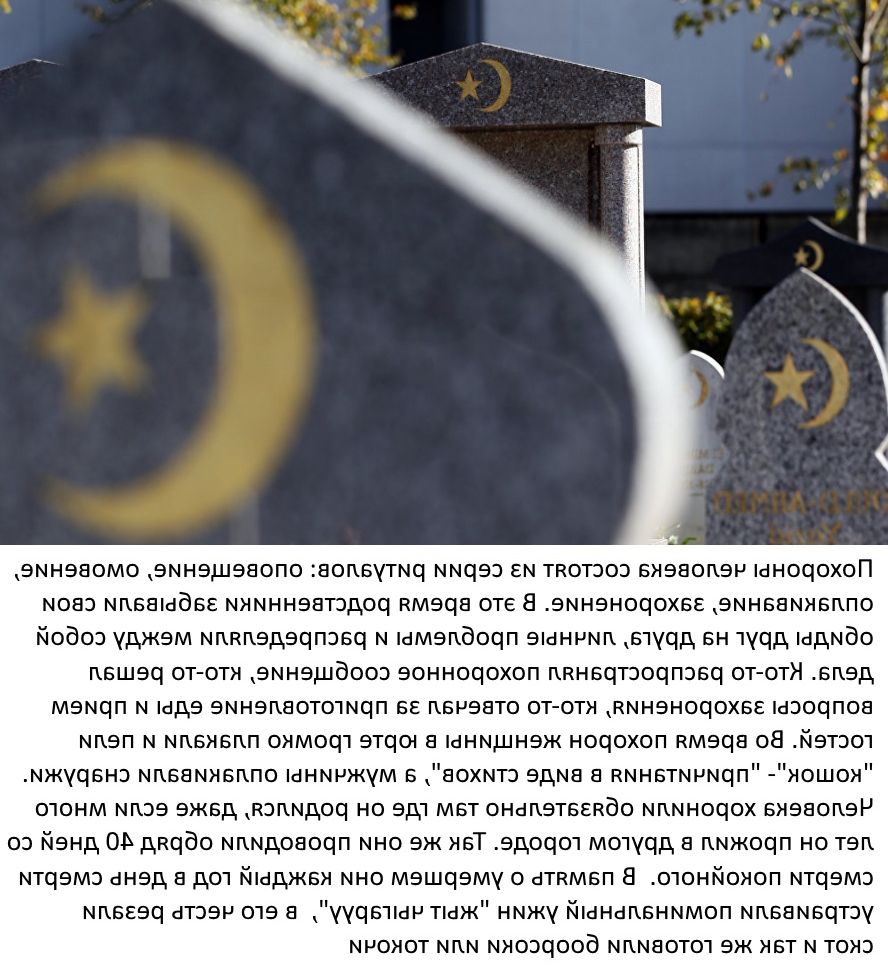 OULD-AHMED
Похороны человека состоят из серии ритуалов: оповещение, омовение,
оплакивание, захоронение. В это время родственники забывали свои
обиды друг на друга, личные проблемы и распределяли между собой
дела. Кто-то распространял похоронное сообщение, кто-то решал
вопросы захоронения, кто-то отвечал за приготовление еды и прием
гостей. Во время похорон женщины в юрте громко плакали и пели
"кошок"- "причитания в виде стихов", а мужчины оплакивали снаружи.
Человека хоронили обязательно там где он родился, даже если много
лет он прожил в другом городе. Так же они проводили обряд 40 дней со
смерти покойного.  В память о умершем они каждый год в день смерти
устраивали поминальный ужин "жыт чыгаруу",  в его честь резали
скот и так же готовили боорсоки или токочи